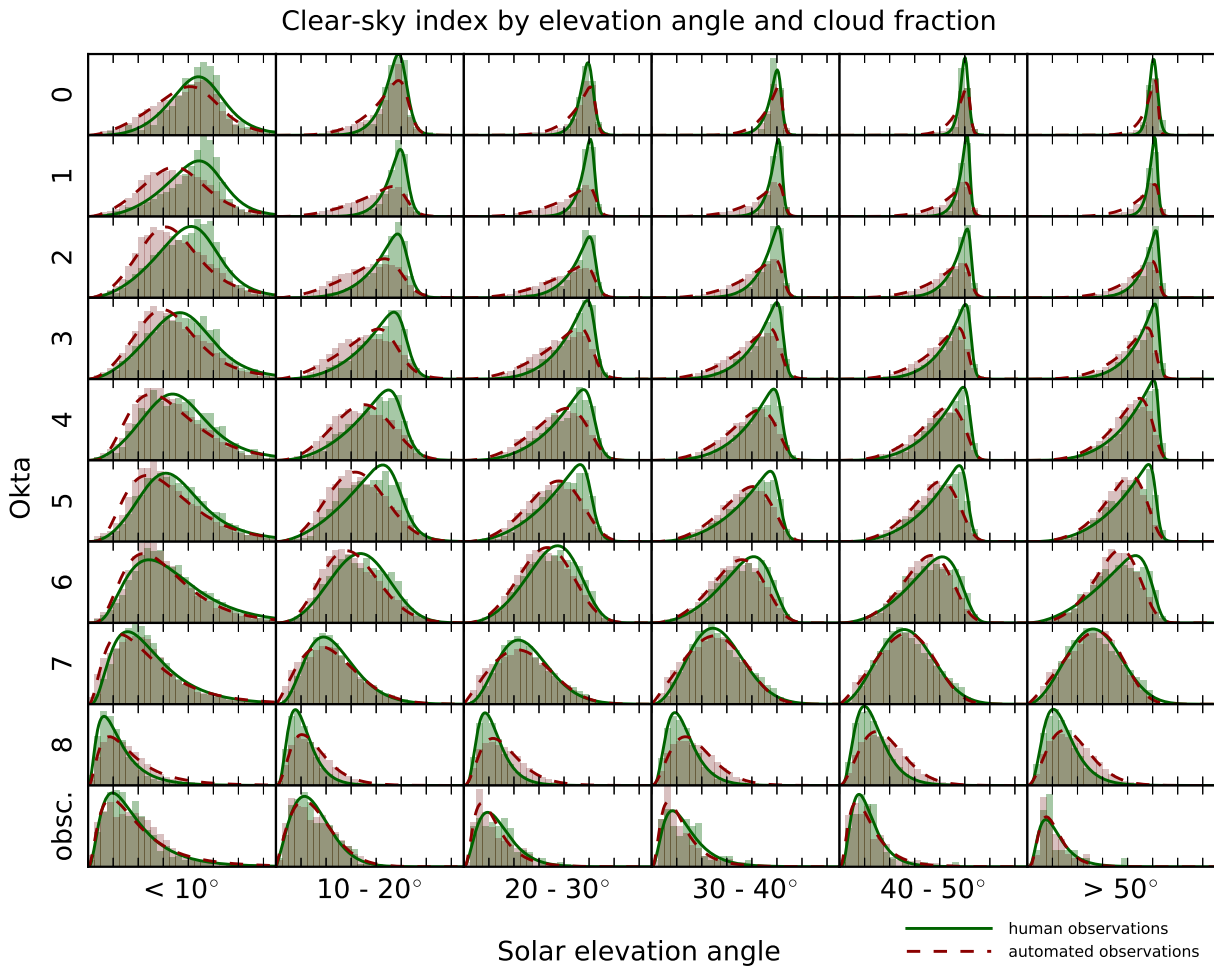 Clear-sky index by elevation angle and cloud fraction
0
1
2
3
4
5
6
7
8
obsc.
Okta
< 10°
10 - 20°
20 - 30°
30 - 40°
40 - 50°
> 50°
Solar elevation angle
human observations
automated observations